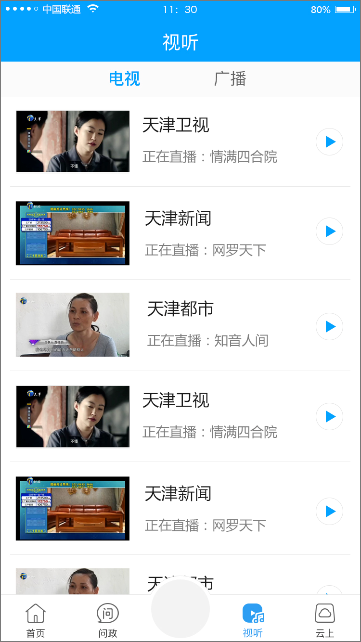 中国联通 11：30 80%
视听
电视 广播
天津卫视
正在直播：情满四合院
天津新闻
正在直播：网罗天下
天津都市
正在直播：知音人间
天津卫视
正在直播：情满四合院
天津新闻
正在直播：网罗天下
天津都市
首页 问政 视听 云上